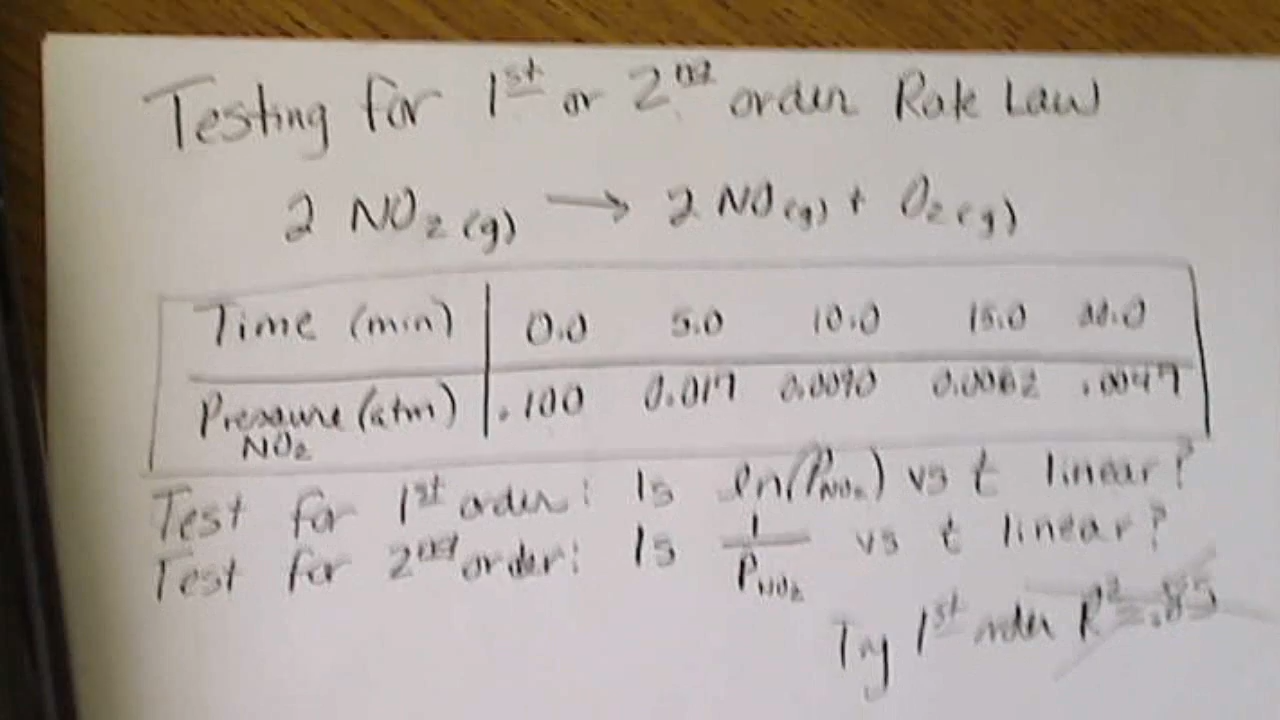 Testing for 1st or 2nd order Rate Law
2 NO2(g) → 2 NO(g) + O2(g)
Time (min) 0.0 5.0 10.0 15.0 20.0
Pressure (atm) .100 0.017 0.0090 0.0062 .0047
NO2
Test for 1st order: Is ln(PNO2) vs t linear?
Test for 2nd order: Is 1/PNO2 vs t linear?
Try 1st order R2=.85